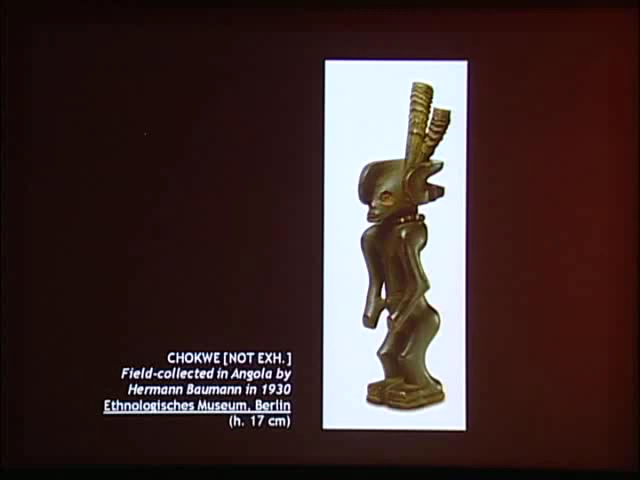 CHOKWE [NOT EXH.]
Field-collected in Angola by
Hermann Baumann in 1930
Ethnologisches Museum, Berlin
(h. 17 cm)